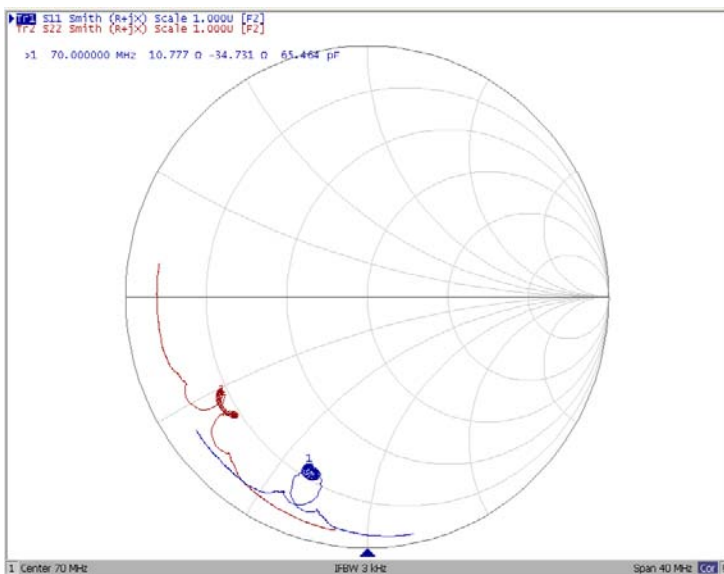 Tr1 S11 Smith (R+jX) Scale 1.000U [F2]
Tr2 S22 Smith (R+jX) Scale 1.000U [F2]
>1 70.000000 MHz 10.777 Ω -34.731 Ω 65.464 pF
1
1 Center 70 MHz IFBW 3 kHz Span 40 MHz Cor